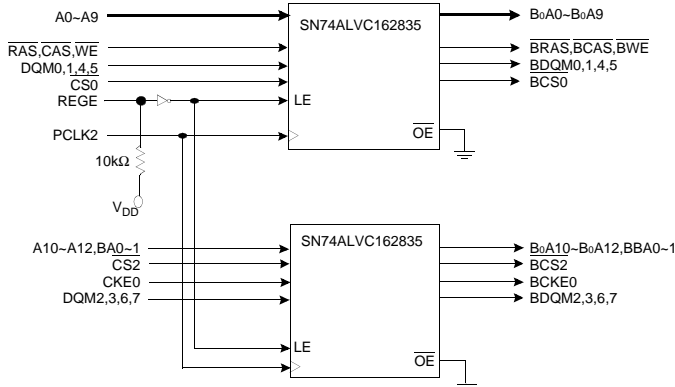 A0~A9 SN74ALVC162835 B₀A0~B₀A9
RAS,CAS,WE BRAS,BCAS,BWE
DQM0,1,4,5 BDQM0,1,4,5
CS0 BCS0
REGE LE
PCLK2 OE
10kΩ
VDD
SN74ALVC162835
A10~A12,BA0~1 B₀A10~B₀A12,BBA0~1
CS2 BCS2
CKE0 BCKE0
DQM2,3,6,7 BDQM2,3,6,7
LE
OE